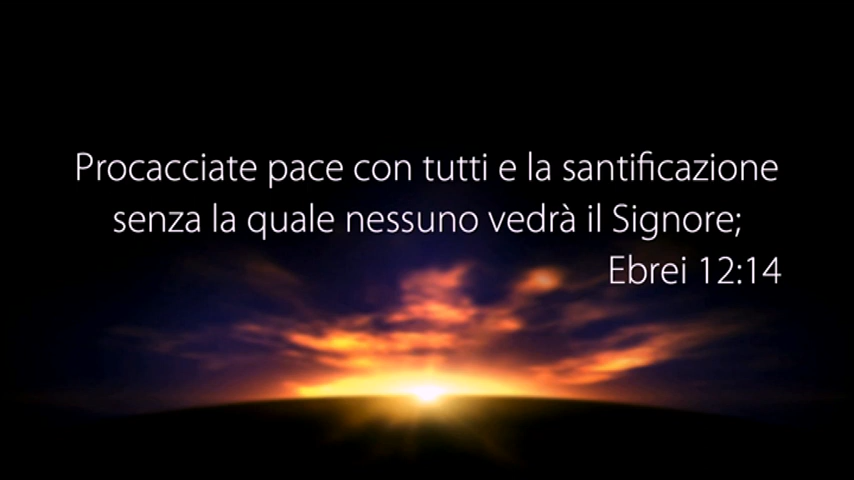 Procacciate pace con tutti e la santificazione
senza la quale nessuno vedrà il Signore;
Ebrei 12:14